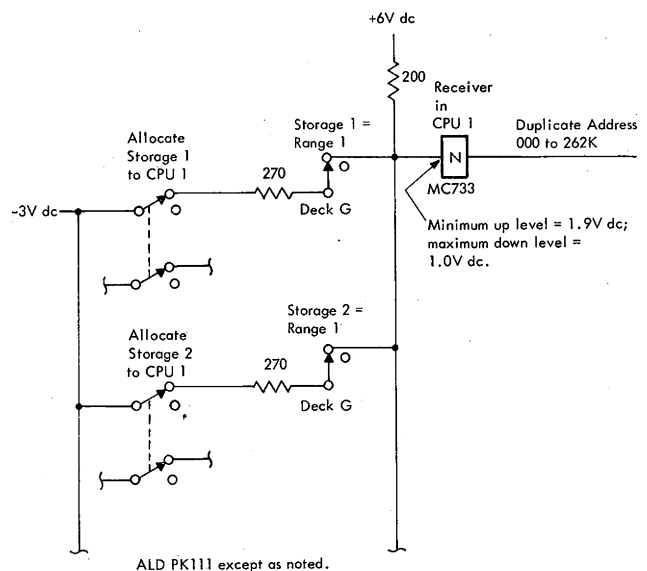 +6V dc
200
Receiver
in
CPU 1
Duplicate Address
000 to 262K
Storage 1 =
Range 1
Allocate
Storage 1
to CPU 1
270
N
MC733
-3V dc
Deck G
Minimum up level = 1.9V dc;
maximum down level =
1.0V dc.
Storage 2 =
Range 1
Allocate
Storage 2
to CPU 1
270
Deck G
ALD PK111 except as noted.